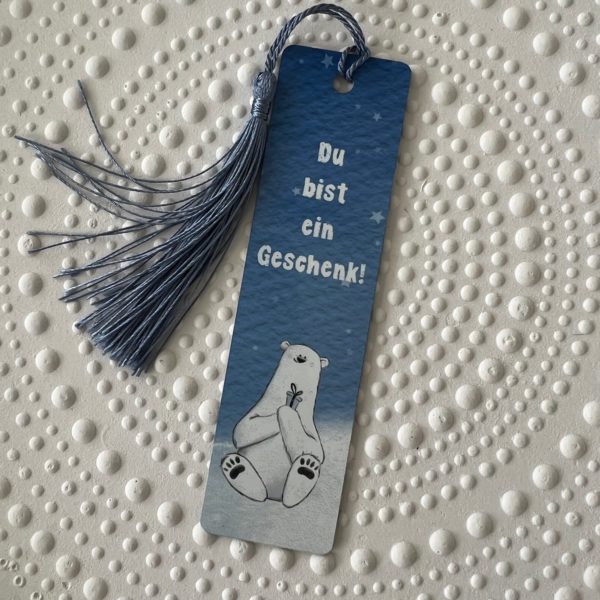 Du
bist
ein
Geschenk!